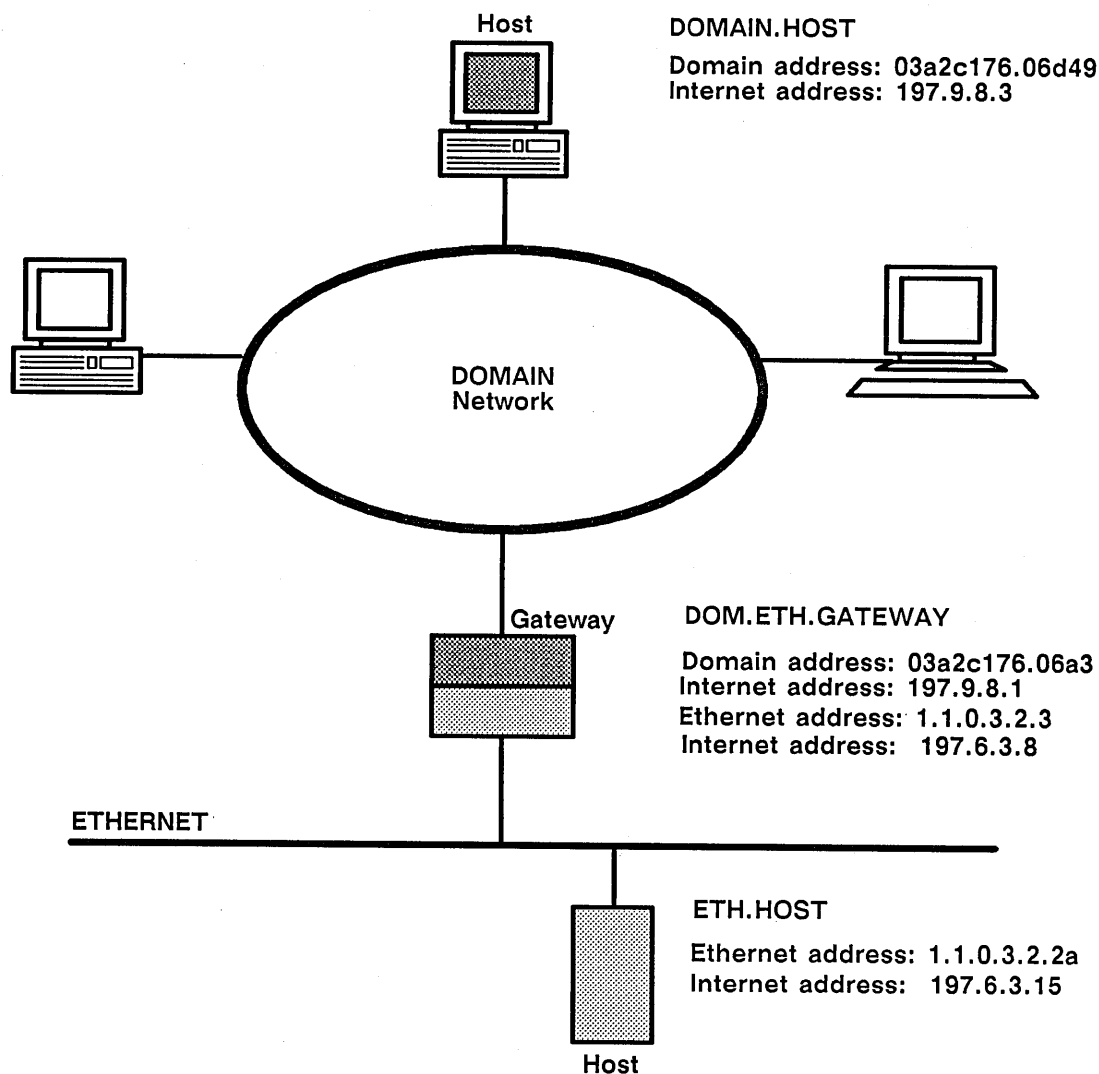 Host
DOMAIN.HOST
Domain address: 03a2c176.06d49
Internet address: 197.9.8.3
DOMAIN
Network
Gateway
DOM.ETH.GATEWAY
Domain address: 03a2c176.06a3
Internet address: 197.9.8.1
Ethernet address: 1.1.0.3.2.3
Internet address: 197.6.3.8
ETHERNET
ETH.HOST
Ethernet address: 1.1.0.3.2.2a
Internet address: 197.6.3.15
Host